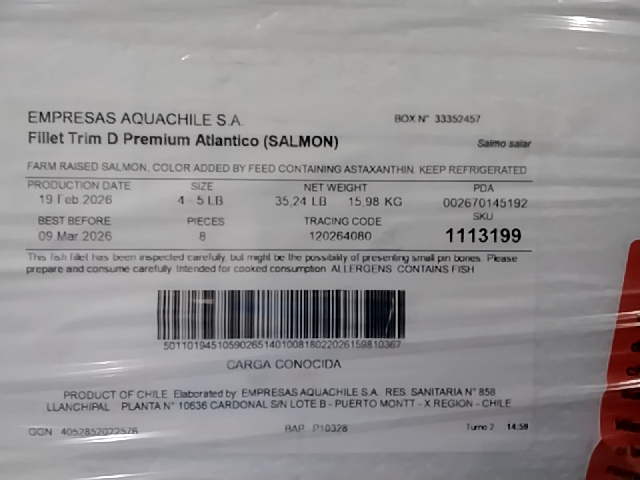 EMPRESAS AQUACHILE S.A.
BOX N° 33352457
Fillet Trim D Premium Atlantico (SALMON)
Salmo salar
FARM RAISED SALMON, COLOR ADDED BY FEED CONTAINING ASTAXANTHIN. KEEP REFRIGERATED
PRODUCTION DATE SIZE NET WEIGHT PDA
19 Feb 2026 4 - 5 LB 35,24 LB 15,98 KG 002670145192
BEST BEFORE PIECES TRACING CODE SKU
09 Mar 2026 8 120264080 1113199
This fish fillet has been inspected carefully, but might be the possibility of presenting small pin bones. Please
prepare and consume carefully. Intended for cooked consumption. ALLERGENS: CONTAINS FISH
CARGA CONOCIDA
PRODUCT OF CHILE. Elaborated by: EMPRESAS AQUACHILE S.A. RES. SANITARIA N° 858
LLANCHIPAL PLANTA N° 10636 CARDONAL S/N LOTE B - PUERTO MONTT - X REGION - CHILE
GGN 4052852022576 BAP P10328 Turno 2 14:59